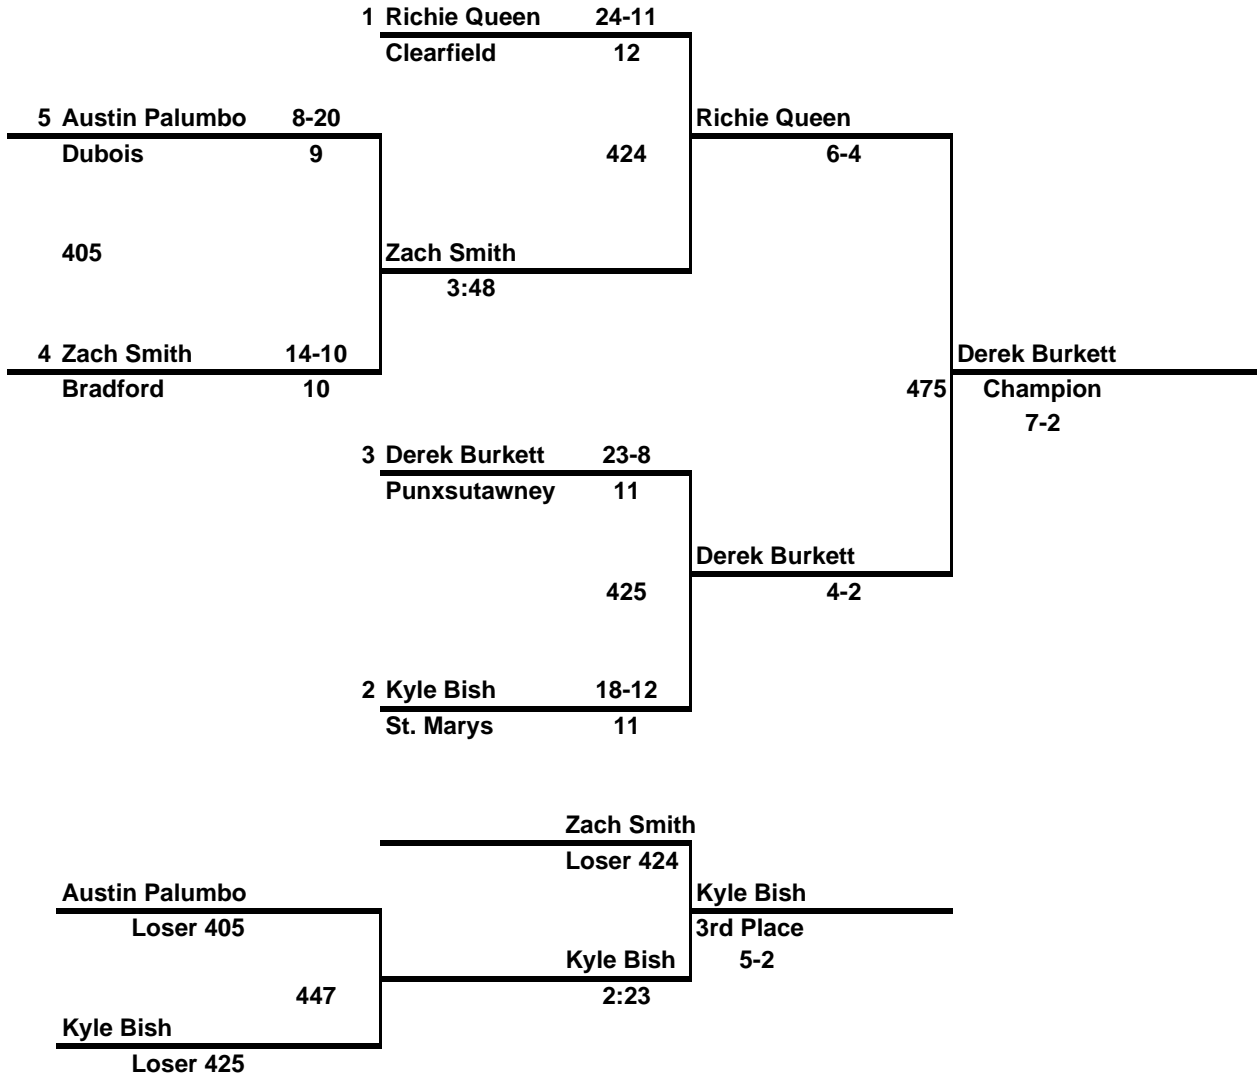 1 Richie Queen 24-11
Clearfield 12
5 Austin Palumbo 8-20 Richie Queen
Dubois 9 424 6-4
405 Zach Smith
3:48
4 Zach Smith 14-10 Derek Burkett
Bradford 10 475 Champion
7-2
3 Derek Burkett 23-8
Punxsutawney 11
Derek Burkett
425 4-2
2 Kyle Bish 18-12
St. Marys 11
Zach Smith
Loser 424
Austin Palumbo Kyle Bish
Loser 405 3rd Place
Kyle Bish 5-2
447 2:23
Kyle Bish
Loser 425